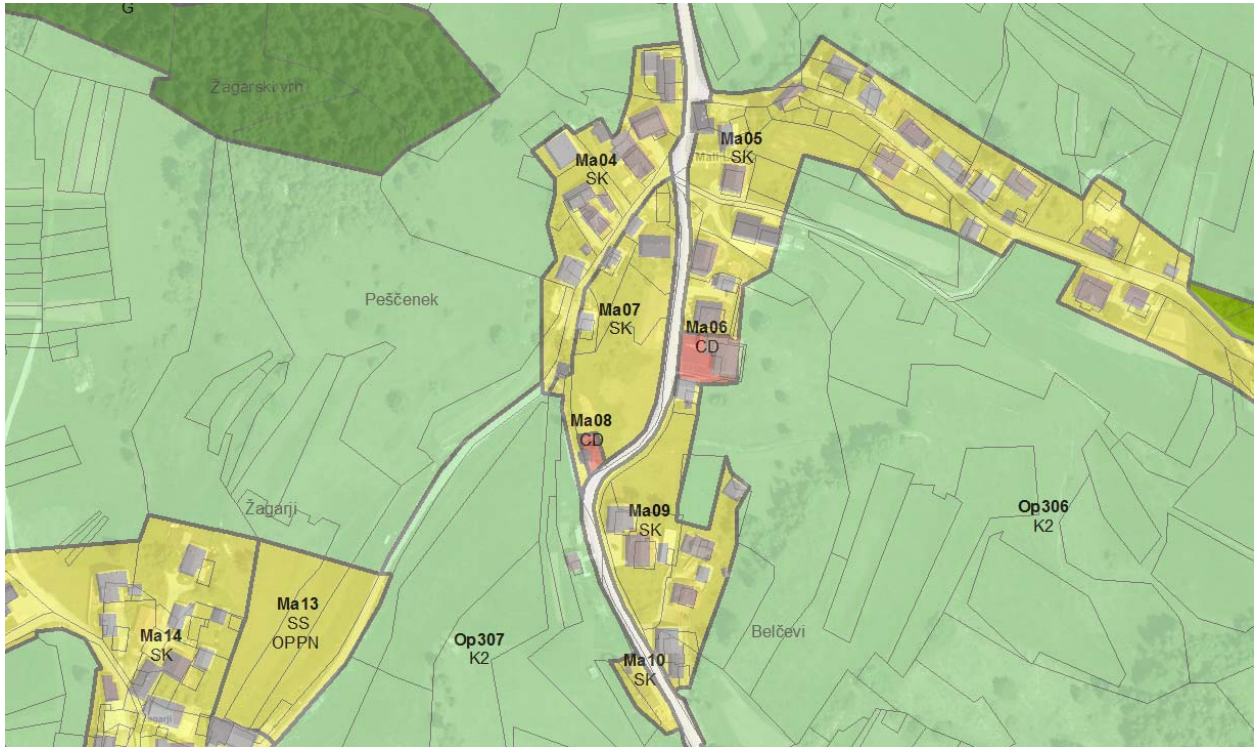 G
Žagarski vrh
Ma04
SK
Ma05
SK
Peščenek
Ma07
SK
Ma06
CD
Ma08
CD
Žagarji
Ma09
SK
Op306
K2
Ma13
SS
OPPN
Ma14
SK
Op307
K2
Belčevi
Ma10
SK